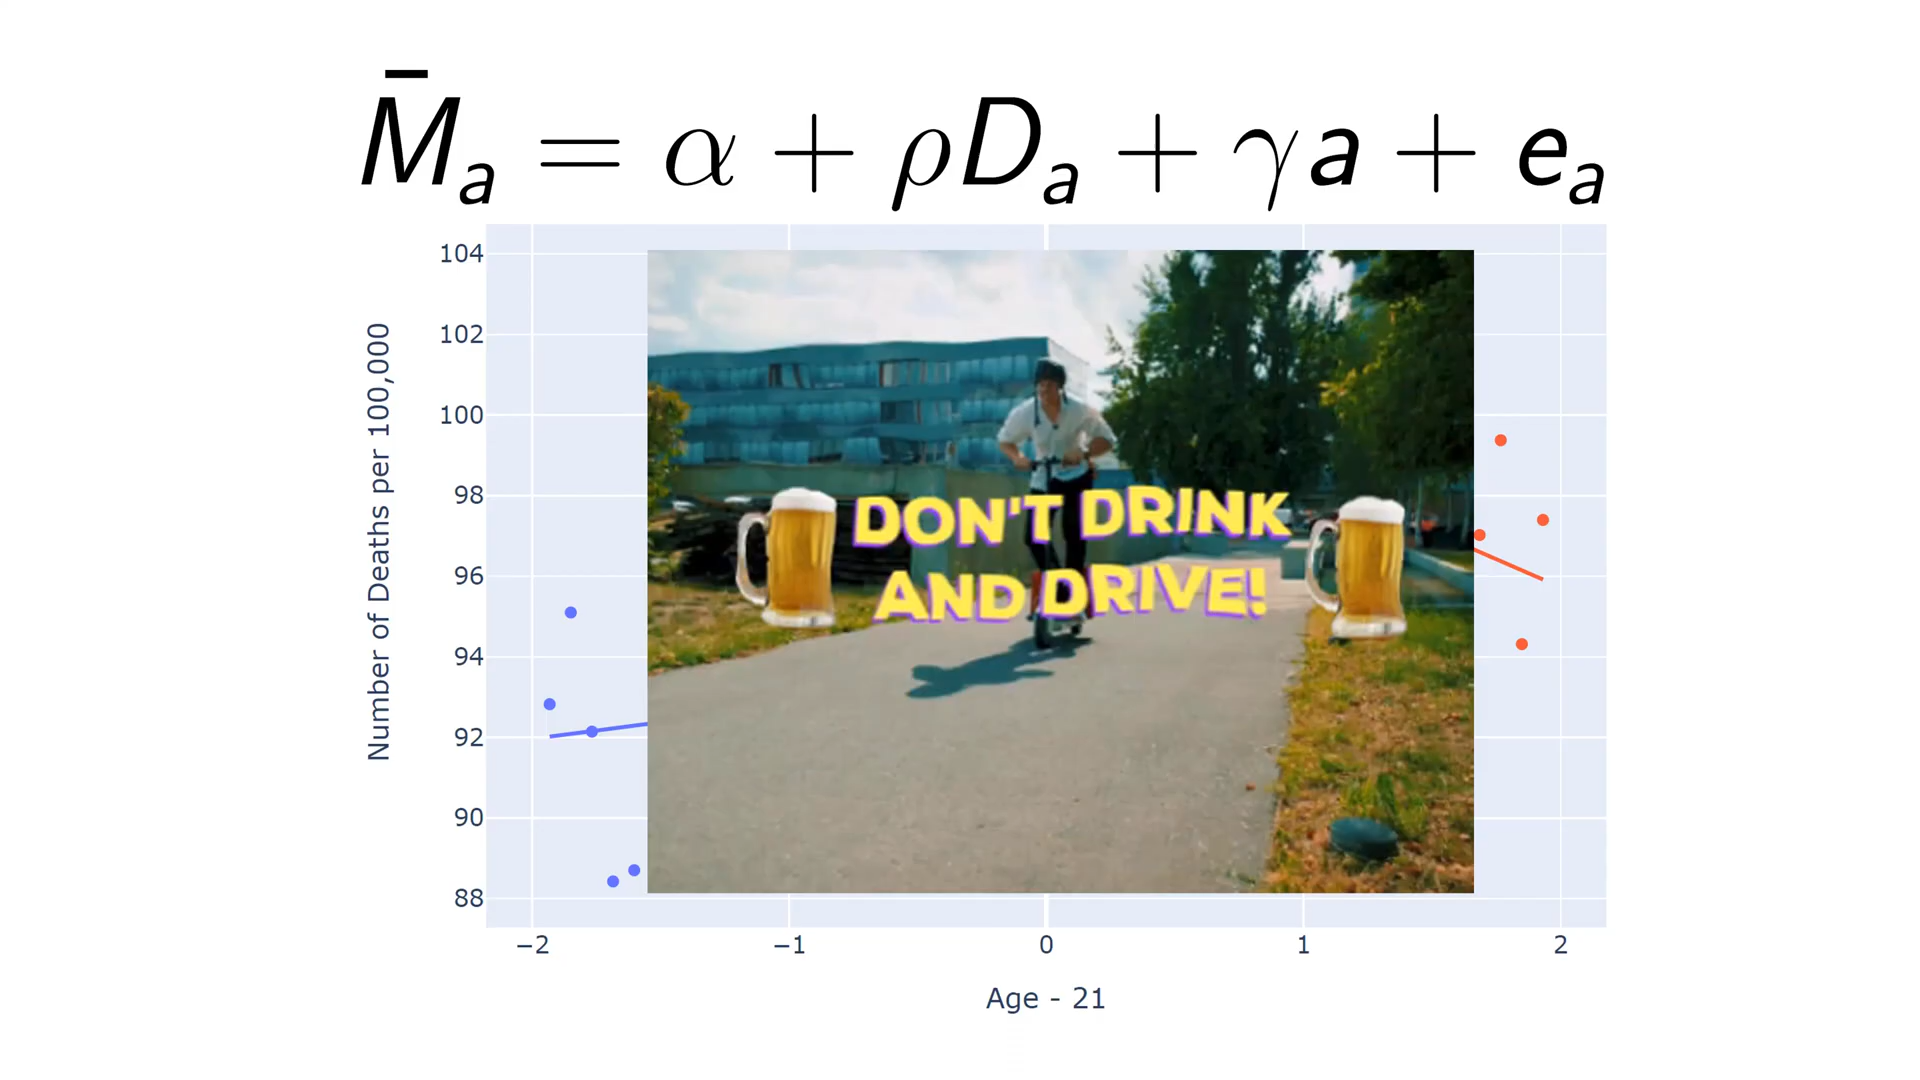 M̄ₐ = α + ρDₐ + γa + eₐ
104
102
100
98
96
94
92
90
88
Number of Deaths per 100,000
DON'T DRINK
AND DRIVE!
−2 −1 0 1 2
Age - 21